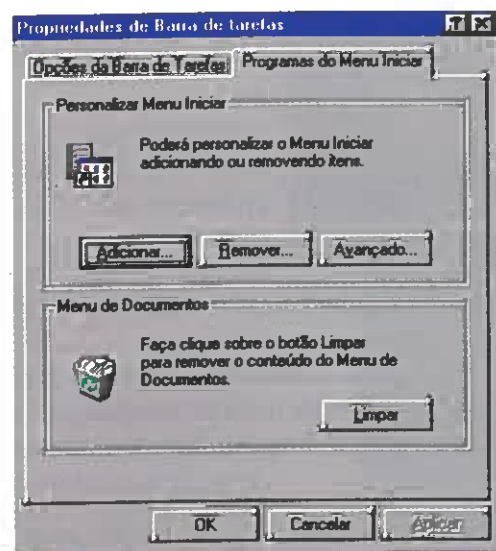 Propriedades de Barra de tarefas
Opções da Barra de Tarefas Programas do Menu Iniciar
Personalizar Menu Iniciar
Poderá personalizar o Menu Iniciar
adicionando ou removendo itens.
Adicionar... Remover... Avançado...
Menu de Documentos
Faça clique sobre o botão Limpar
para remover o conteúdo do Menu de
Documentos.
Limpar
OK Cancelar Aplicar